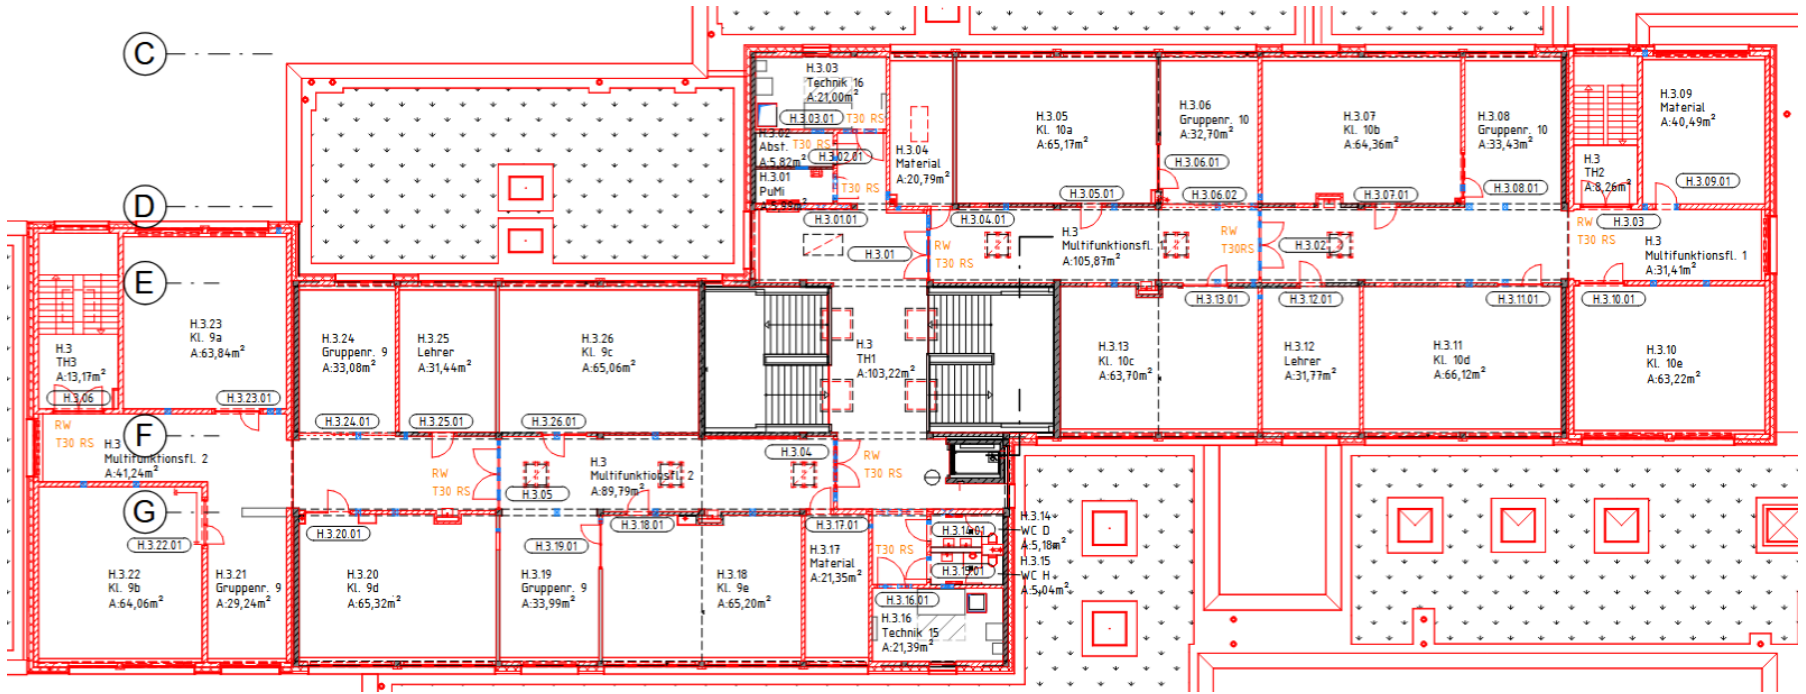 C
D
E
F
G
H.3.03
Technik 16
A:21,00m²
H.3.03.01
T30 RS
H.3.02
Abst.
A:5,82m²
T30 RS
H.3.02.01
H.3.01
PuMi
T30 RS
H.3.01.01
H.3.04
Material
A:20,79m²
H.3.05
Kl. 10a
A:65,17m²
H.3.05.01
H.3.06
Gruppenr. 10
A:32,70m²
H.3.06.01
H.3.06.02
H.3.07
Kl. 10b
A:64,36m²
H.3.07.01
H.3.08
Gruppenr. 10
A:33,43m²
H.3.08.01
H.3
TH2
A:8,26m²
H.3.09
Material
A:40,49m²
H.3.09.01
H.3.04.01
H.3.01
RW
T30 RS
H.3
Multifunktionsfl.
A:105,87m²
RW
T30RS
H.3.02
RW
T30 RS
H.3.03
H.3
Multifunktionsfl. 1
A:31,41m²
H.3.13.01
H.3.12.01
H.3.11.01
H.3.10.01
H.3.13
Kl. 10c
A:63,70m²
H.3.12
Lehrer
A:31,77m²
H.3.11
Kl. 10d
A:66,12m²
H.3.10
Kl. 10e
A:63,22m²
H.3
TH1
A:103,22m²
H.3.23
Kl. 9a
A:63,84m²
H.3.23.01
H.3
TH3
A:13,17m²
H.3.06
H.3.24
Gruppenr. 9
A:33,08m²
H.3.24.01
H.3.25
Lehrer
A:31,44m²
H.3.25.01
H.3.26
Kl. 9c
A:65,06m²
H.3.26.01
RW
T30 RS
H.3
Multifunktionsfl. 2
A:41,24m²
RW
T30 RS
H.3.05
H.3
Multifunktionsfl. 2
A:89,79m²
H.3.04
RW
T30 RS
H.3.22.01
H.3.22
Kl. 9b
A:64,06m²
H.3.21
Gruppenr. 9
A:29,24m²
H.3.20.01
H.3.20
Kl. 9d
A:65,32m²
H.3.19.01
H.3.19
Gruppenr. 9
A:33,99m²
H.3.18.01
H.3.18
Kl. 9e
A:65,20m²
H.3.17.01
H.3.17
Material
A:21,35m²
T30 RS
H.3.14.01
H.3.14
WC D
A:5,18m²
H.3.15.01
H.3.15
WC H
A:5,04m²
H.3.16.01
H.3.16
Technik 15
A:21,39m²